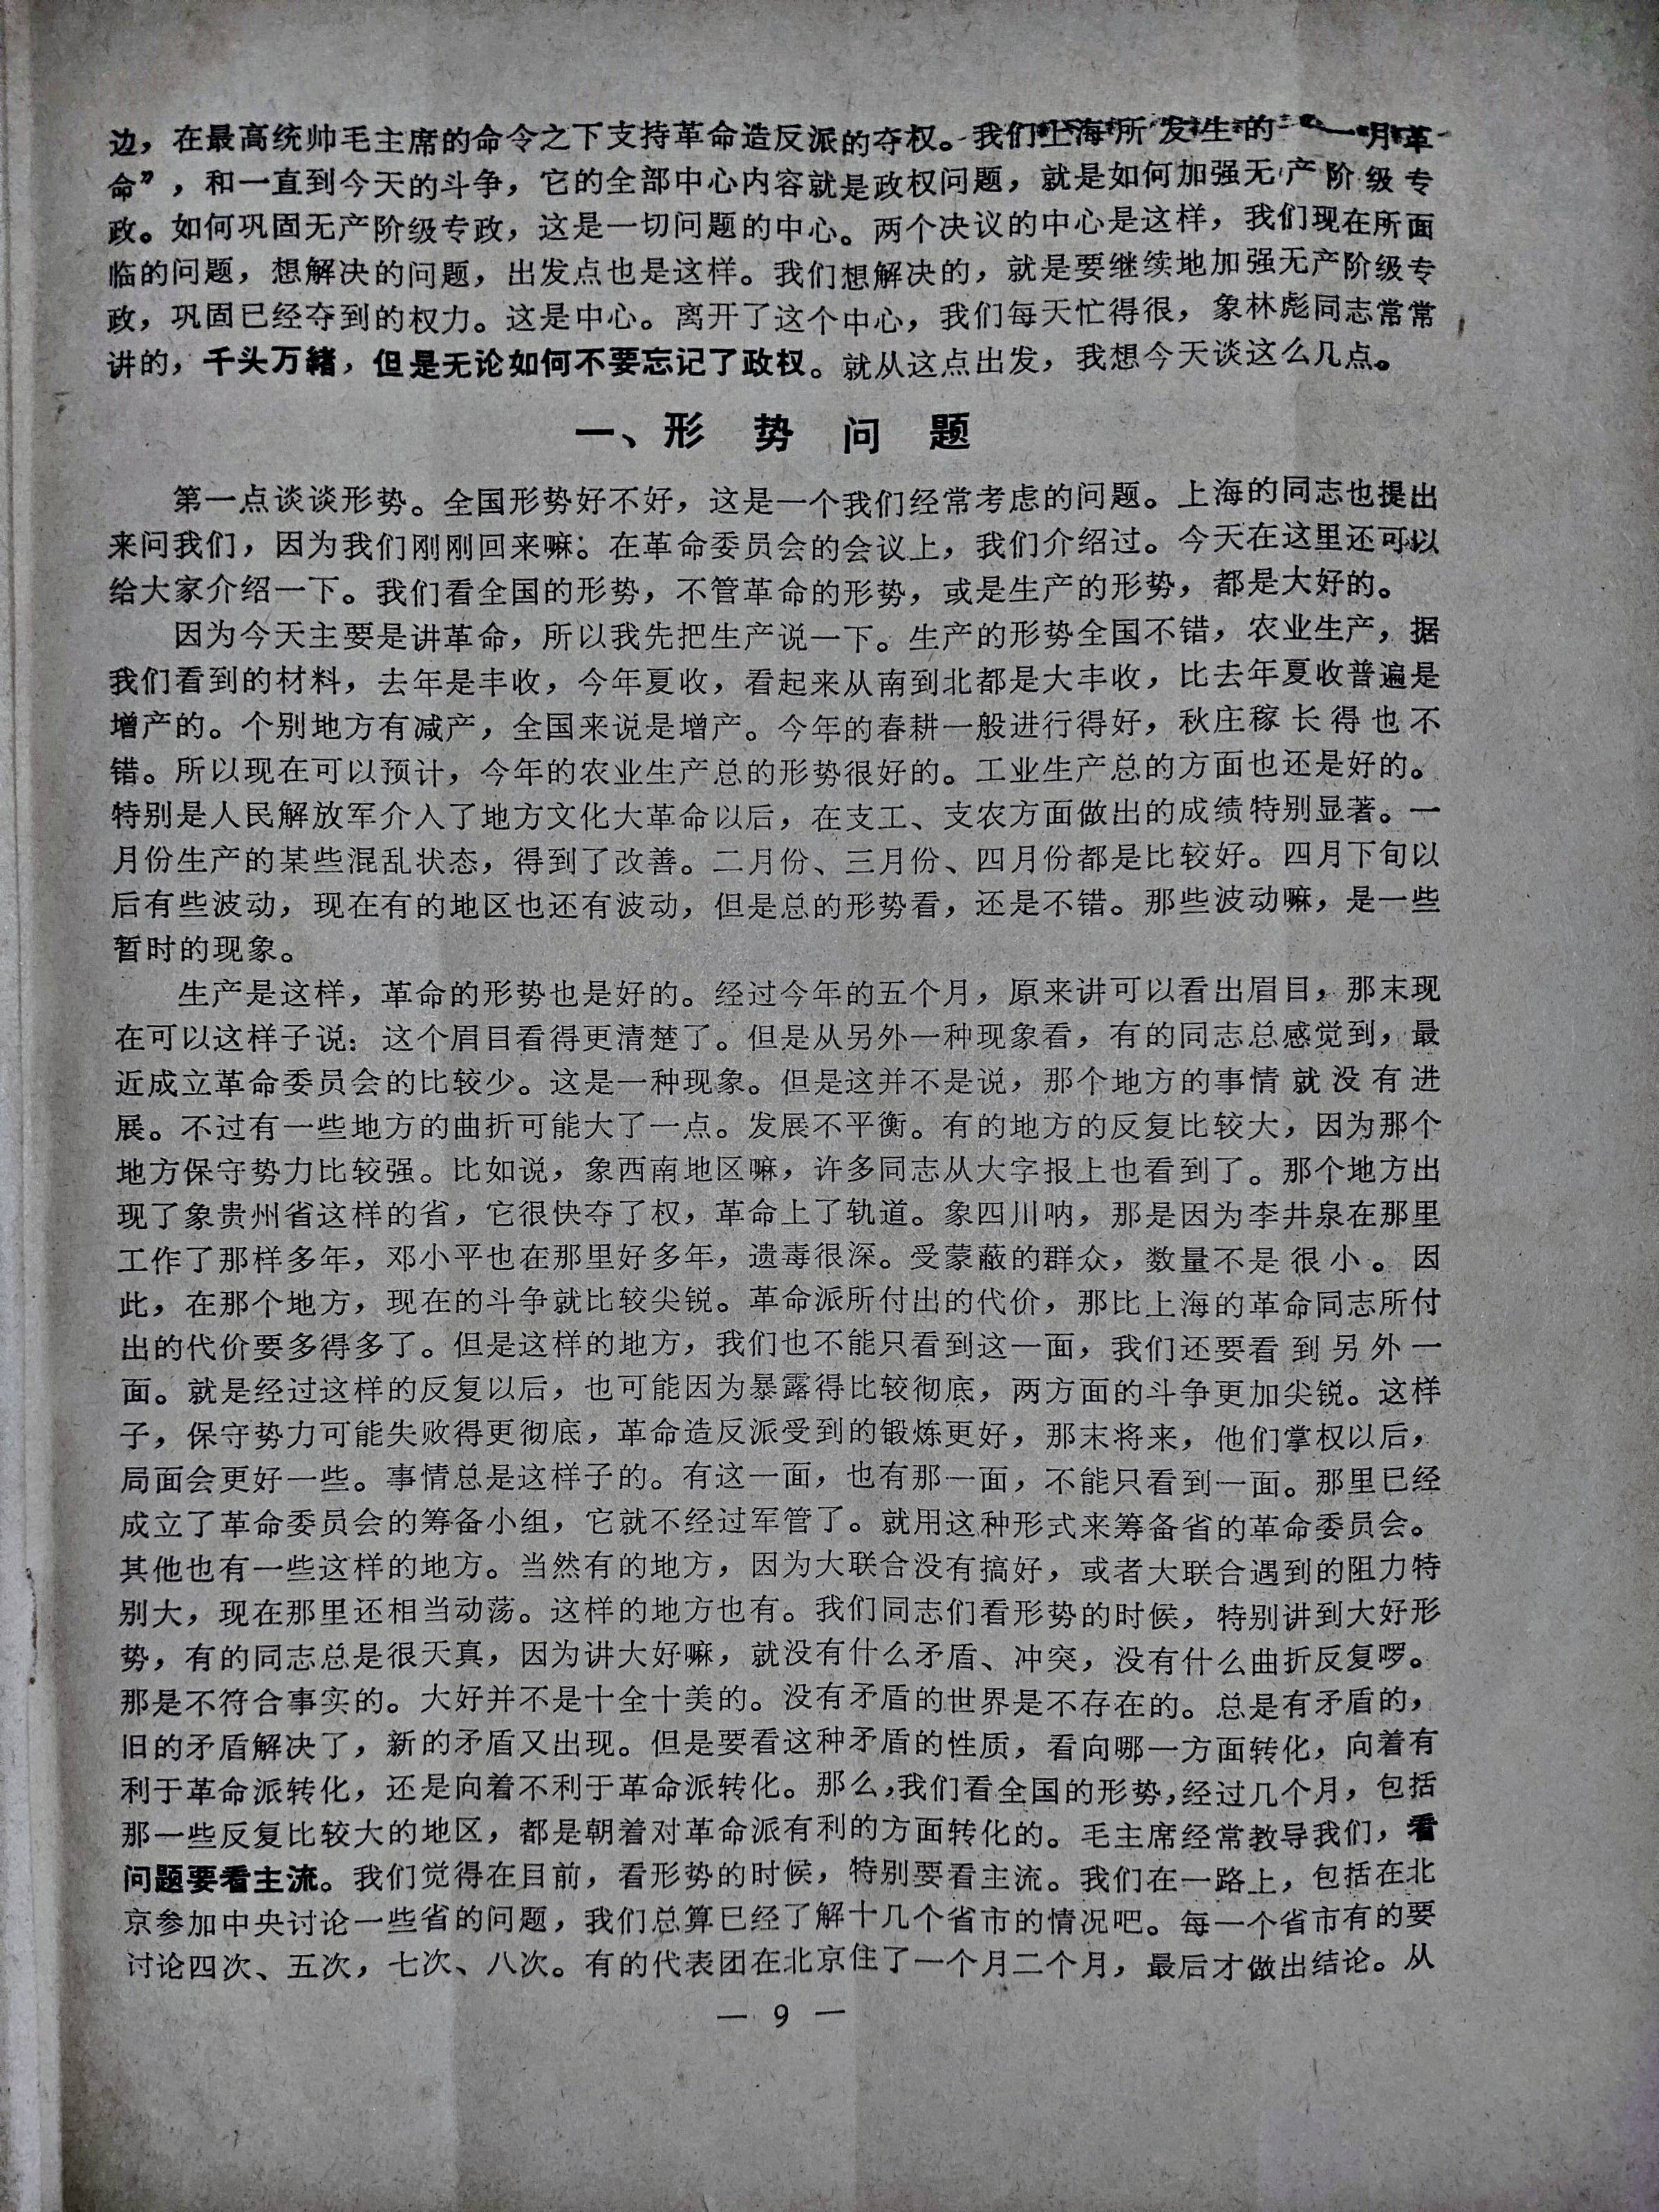 边，在最高统帅毛主席的命令之下支持革命造反派的夺权。我们上海所发生的“一月革
命”，和一直到今天的斗争，它的全部中心内容就是政权问题，就是如何加强无产阶级专
政。如何巩固无产阶级专政，这是一切问题的中心。两个决议的中心是这样，我们现在所面
临的问题，想解决的问题，出发点也是这样。我们想解决的，就是要继续地加强无产阶级专
政，巩固已经夺到的权力。这是中心。离开了这个中心，我们每天忙得很，象林彪同志常常
讲的，千头万緒，但是无论如何不要忘记了政权。就从这点出发，我想今天谈这么几点。
一、形势问题
第一点谈谈形势。全国形势好不好，这是一个我们经常考虑的问题。上海的同志也提出
来问我们，因为我们刚刚回来嘛。在革命委员会的会议上，我们介绍过。今天在这里还可以
给大家介绍一下。我们看全国的形势，不管革命的形势，或是生产的形势，都是大好的。
因为今天主要是讲革命，所以我先把生产说一下。生产的形势全国不错，农业生产，据
我们看到的材料，去年是丰收，今年夏收，看起来从南到北都是大丰收，比去年夏收普遍是
增产的。个别地方有减产，全国来说是增产。今年的春耕一般进行得好，秋庄稼长得也不
错。所以现在可以预计，今年的农业生产总的形势很好的。工业生产总的方面也还是好的。
特别是人民解放军介入了地方文化大革命以后，在支工、支农方面做出的成绩特别显著。一
月份生产的某些混乱状态，得到了改善。二月份、三月份、四月份都是比较好。四月下旬以
后有些波动，现在有的地区也还有波动，但是总的形势看，还是不错。那些波动嘛，是一些
暂时的现象。
生产是这样，革命的形势也是好的。经过今年的五个月，原来讲可以看出眉目，那末现
在可以这样子说：这个眉目看得更清楚了。但是从另外一种现象看，有的同志总感觉到，最
近成立革命委员会的比较少。这是一种现象。但是这并不是说，那个地方的事情就没有进
展。不过有一些地方的曲折可能大了一点。发展不平衡。有的地方的反复比较大，因为那个
地方保守势力比较强。比如说，象西南地区嘛，许多同志从大字报上也看到了。那个地方出
现了象贵州省这样的省，它很快夺了权，革命上了轨道。象四川呐，那是因为李井泉在那里
工作了那样多年，邓小平也在那里好多年，遗毒很深。受蒙蔽的群众，数量不是很小。因
此，在那个地方，现在的斗争就比较尖锐。革命派所付出的代价，那比上海的革命同志所付
出的代价要多得多了。但是这样的地方，我们也不能只看到这一面，我们还要看到另外一
面。就是经过这样的反复以后，也可能因为暴露得比较彻底，两方面的斗争更加尖锐。这样
子，保守势力可能失败得更彻底，革命造反派受到的锻炼更好，那末将来，他们掌权以后，
局面会更好一些。事情总是这样子的。有这一面，也有那一面，不能只看到一面。那里已经
成立了革命委员会的筹备小组，它就不经过军管了。就用这种形式来筹备省的革命委员会。
其他也有一些这样的地方。当然有的地方，因为大联合没有搞好，或者大联合遇到的阻力特
别大，现在那里还相当动荡。这样的地方也有。我们同志们看形势的时候，特别讲到大好形
势，有的同志总是很天真，因为讲大好嘛，就没有什么矛盾、冲突，没有什么曲折反复啰。
那是不符合事实的。大好并不是十全十美的。没有矛盾的世界是不存在的。总是有矛盾的，
旧的矛盾解决了，新的矛盾又出现。但是要看这种矛盾的性质，看向哪一方面转化，向着有
利于革命派转化，还是向着不利于革命派转化。那么，我们看全国的形势，经过几个月，包括
那一些反复比较大的地区，都是朝着对革命派有利的方面转化的。毛主席经常教导我们，看
问题要看主流。我们觉得在目前，看形势的时候，特别要看主流。我们在一路上，包括在北
京参加中央讨论一些省的问题，我们总算已经了解十几个省市的情况吧。每一个省市有的要
讨论四次、五次，七次、八次。有的代表团在北京住了一个月二个月，最后才做出结论。从
— 9 —